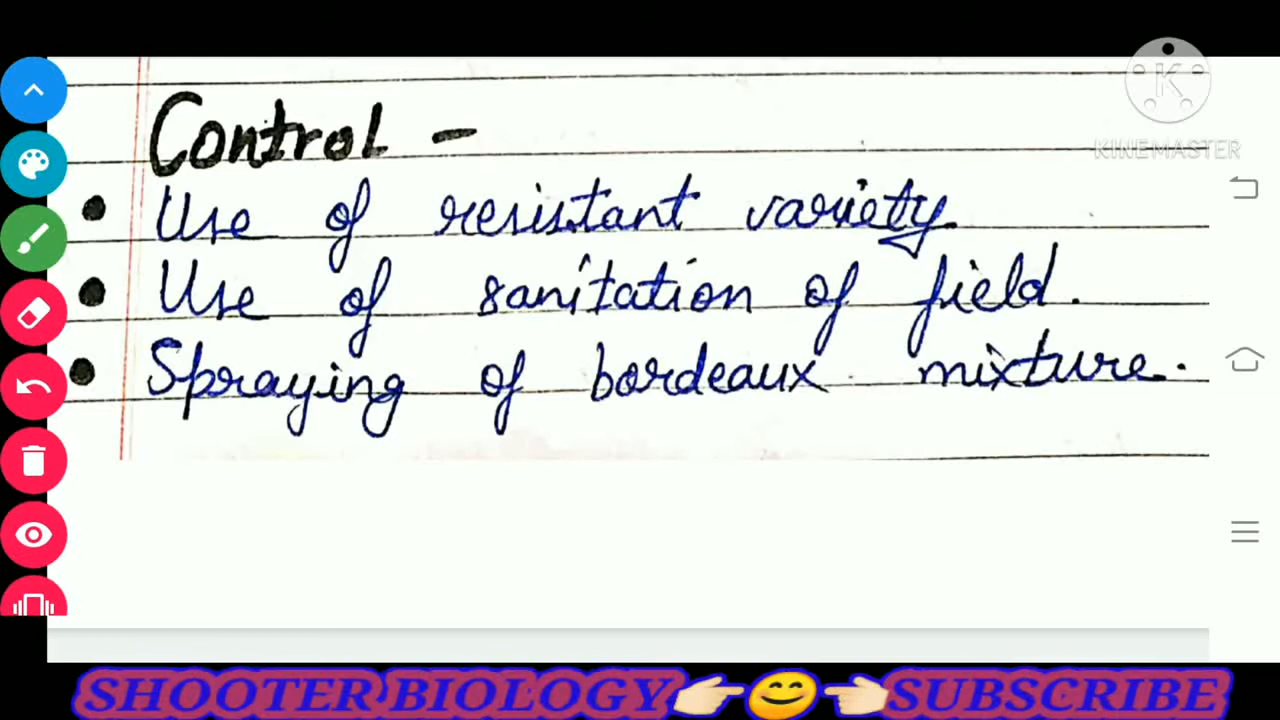 KINEMASTER
Control -
• Use of resistant variety
• Use of sanitation of field.
• Spraying of bordeaux mixture.
SHOOTER BIOLOGY👉🏻😊👈🏻SUBSCRIBE